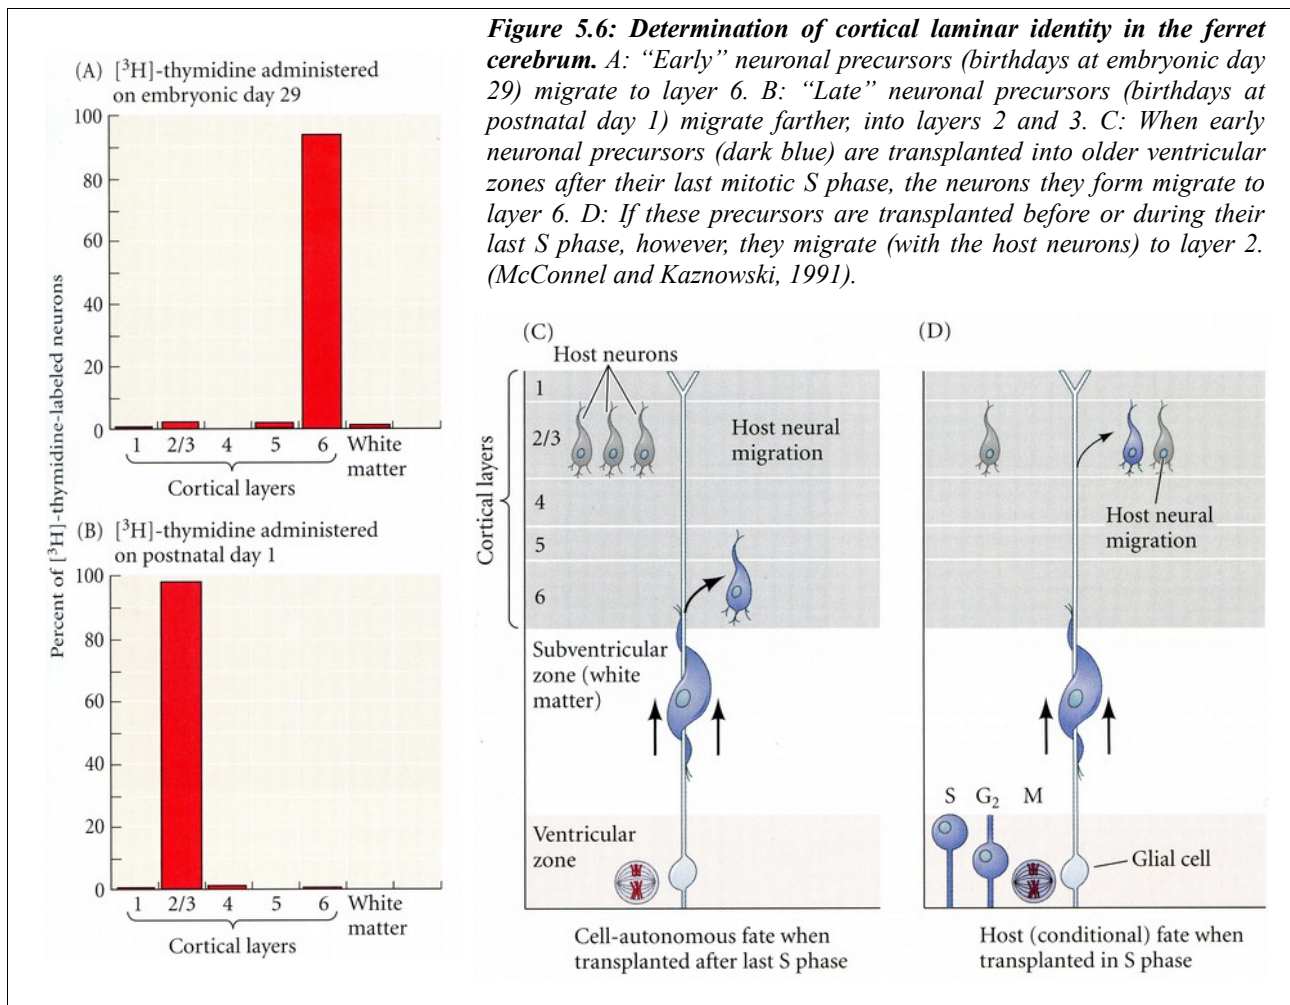 Figure 5.6: Determination of cortical laminar identity in the ferret
cerebrum. A: “Early” neuronal precursors (birthdays at embryonic day
29) migrate to layer 6. B: “Late” neuronal precursors (birthdays at
postnatal day 1) migrate farther, into layers 2 and 3. C: When early
neuronal precursors (dark blue) are transplanted into older ventricular
zones after their last mitotic S phase, the neurons they form migrate to
layer 6. D: If these precursors are transplanted before or during their
last S phase, however, they migrate (with the host neurons) to layer 2.
(McConnel and Kaznowski, 1991).
(A) [³H]-thymidine administered
on embryonic day 29
100
80
60
40
20
0
1 2/3 4 5 6 White
matter
Cortical layers
Percent of [³H]-thymidine-labeled neurons
(B) [³H]-thymidine administered
on postnatal day 1
100
80
60
40
20
0
1 2/3 4 5 6 White
matter
Cortical layers
(C)
Host neurons
Cortical layers
1
2/3
4
5
6
Host neural
migration
Subventricular
zone (white
matter)
Ventricular
zone
Cell-autonomous fate when
transplanted after last S phase
(D)
Host neural
migration
S G₂ M
Glial cell
Host (conditional) fate when
transplanted in S phase